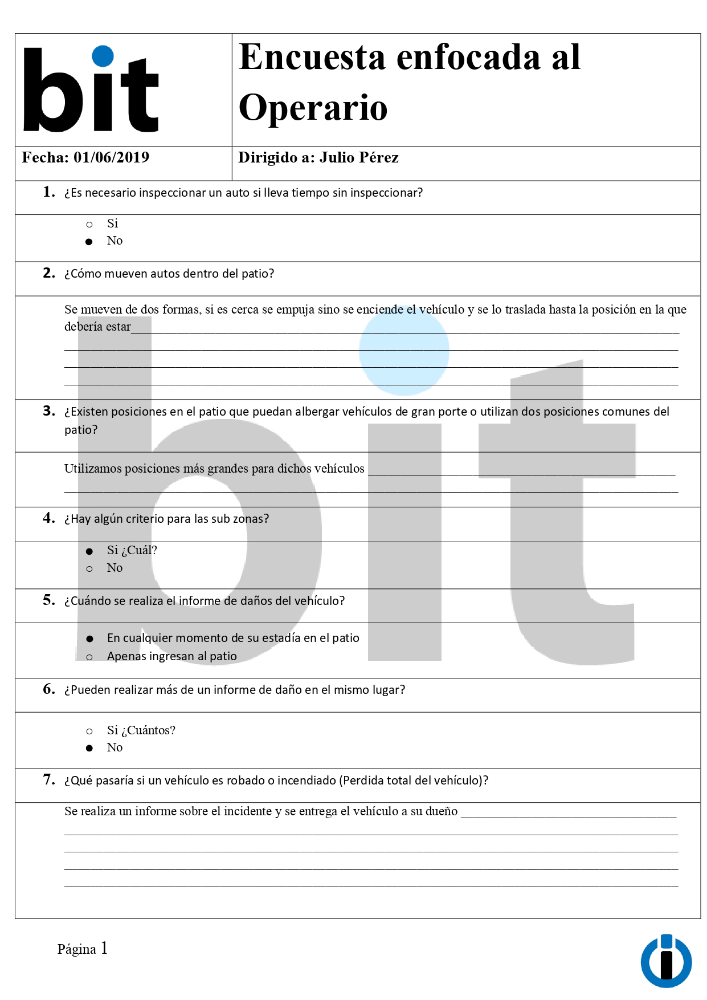 bit
Encuesta enfocada al
Operario
Fecha: 01/06/2019
Dirigido a: Julio Pérez
1. ¿Es necesario inspeccionar un auto si lleva tiempo sin inspeccionar?
○ Si
● No
2. ¿Cómo mueven autos dentro del patio?
Se mueven de dos formas, si es cerca se empuja sino se enciende el vehículo y se lo traslada hasta la posición en la que
debería estar
3. ¿Existen posiciones en el patio que puedan albergar vehículos de gran porte o utilizan dos posiciones comunes del
patio?
Utilizamos posiciones más grandes para dichos vehículos
4. ¿Hay algún criterio para las sub zonas?
● Si ¿Cuál?
○ No
5. ¿Cuándo se realiza el informe de daños del vehículo?
● En cualquier momento de su estadía en el patio
○ Apenas ingresan al patio
6. ¿Pueden realizar más de un informe de daño en el mismo lugar?
○ Si ¿Cuántos?
● No
7. ¿Qué pasaría si un vehículo es robado o incendiado (Perdida total del vehículo)?
Se realiza un informe sobre el incidente y se entrega el vehículo a su dueño
bit
Página 1